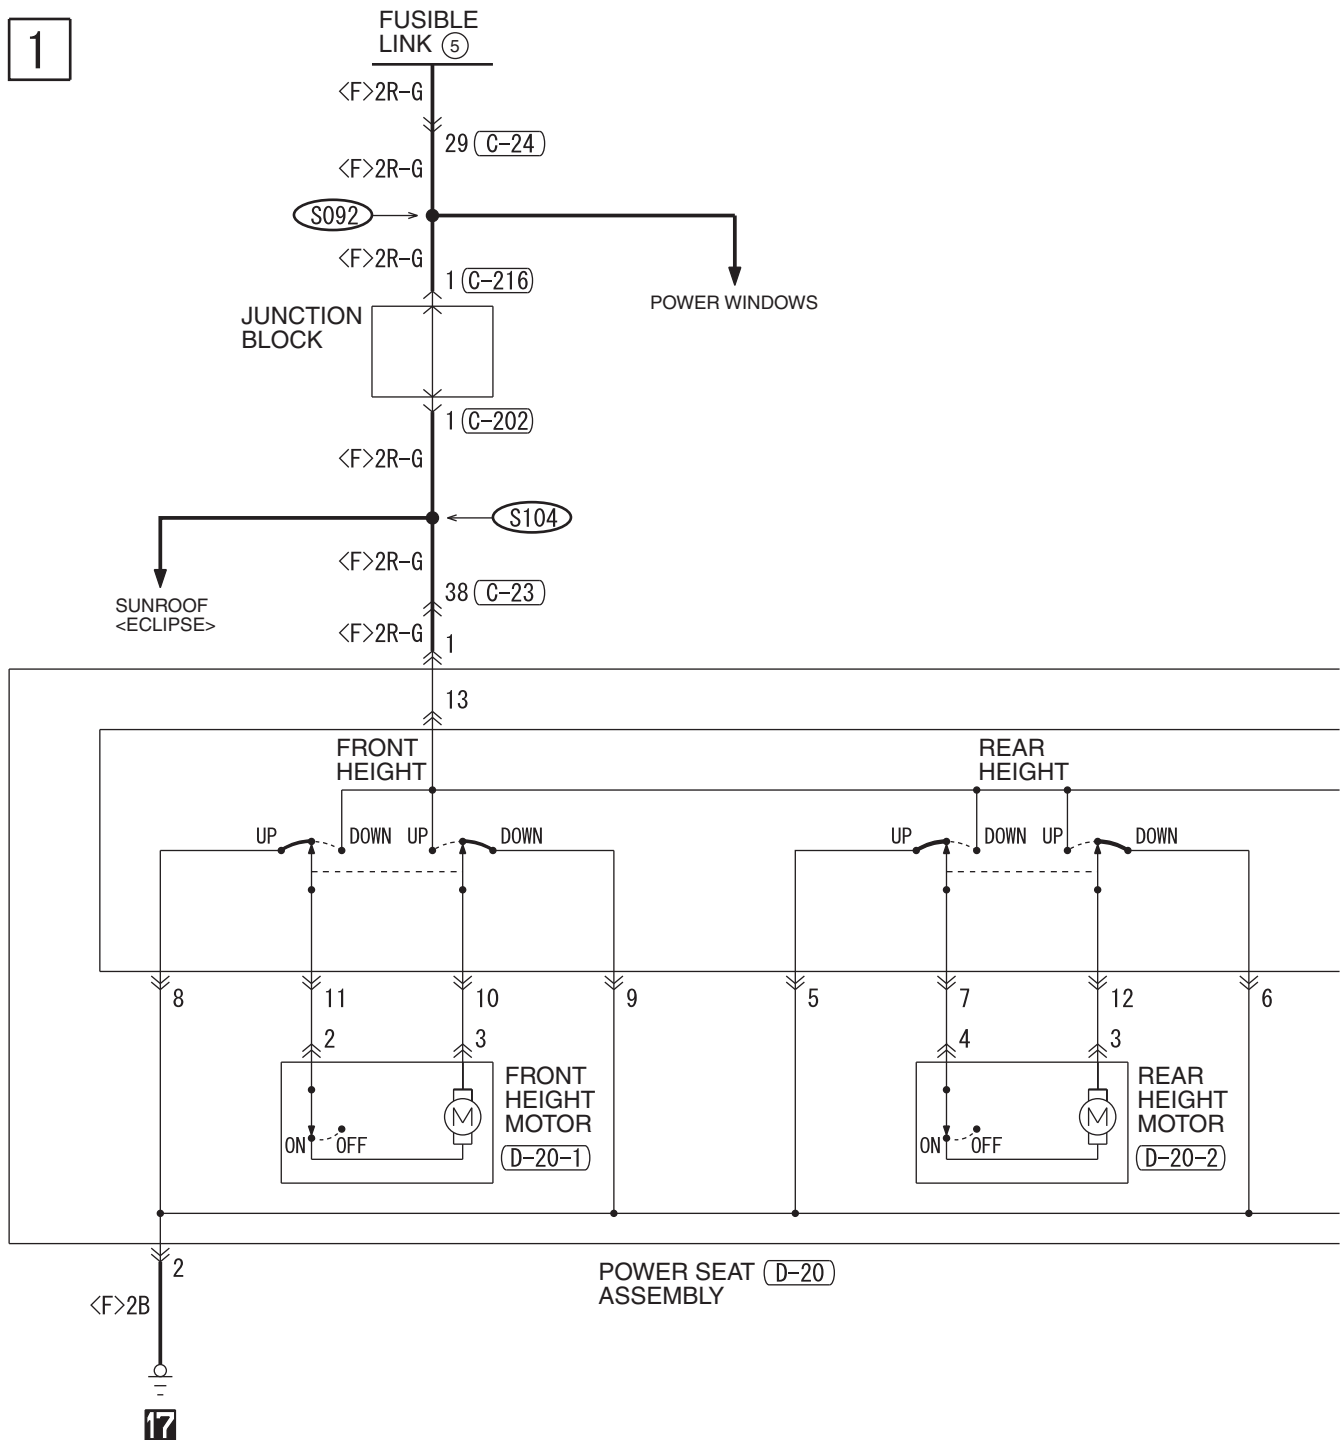 1
FUSIBLE
LINK 5
<F>2R-G
29 C-24
<F>2R-G
S092
<F>2R-G
1 C-216
POWER WINDOWS
JUNCTION
BLOCK
1 C-202
<F>2R-G
S104
<F>2R-G
38 C-23
SUNROOF
<ECLIPSE>
<F>2R-G
1
13
FRONT
HEIGHT
REAR
HEIGHT
UP DOWN UP DOWN UP DOWN UP DOWN
8 11 10 9 5 7 12 6
2 3 4 3
FRONT
HEIGHT
MOTOR
D-20-1
M
ON OFF
REAR
HEIGHT
MOTOR
D-20-2
M
ON OFF
2
POWER SEAT D-20
ASSEMBLY
<F>2B
17